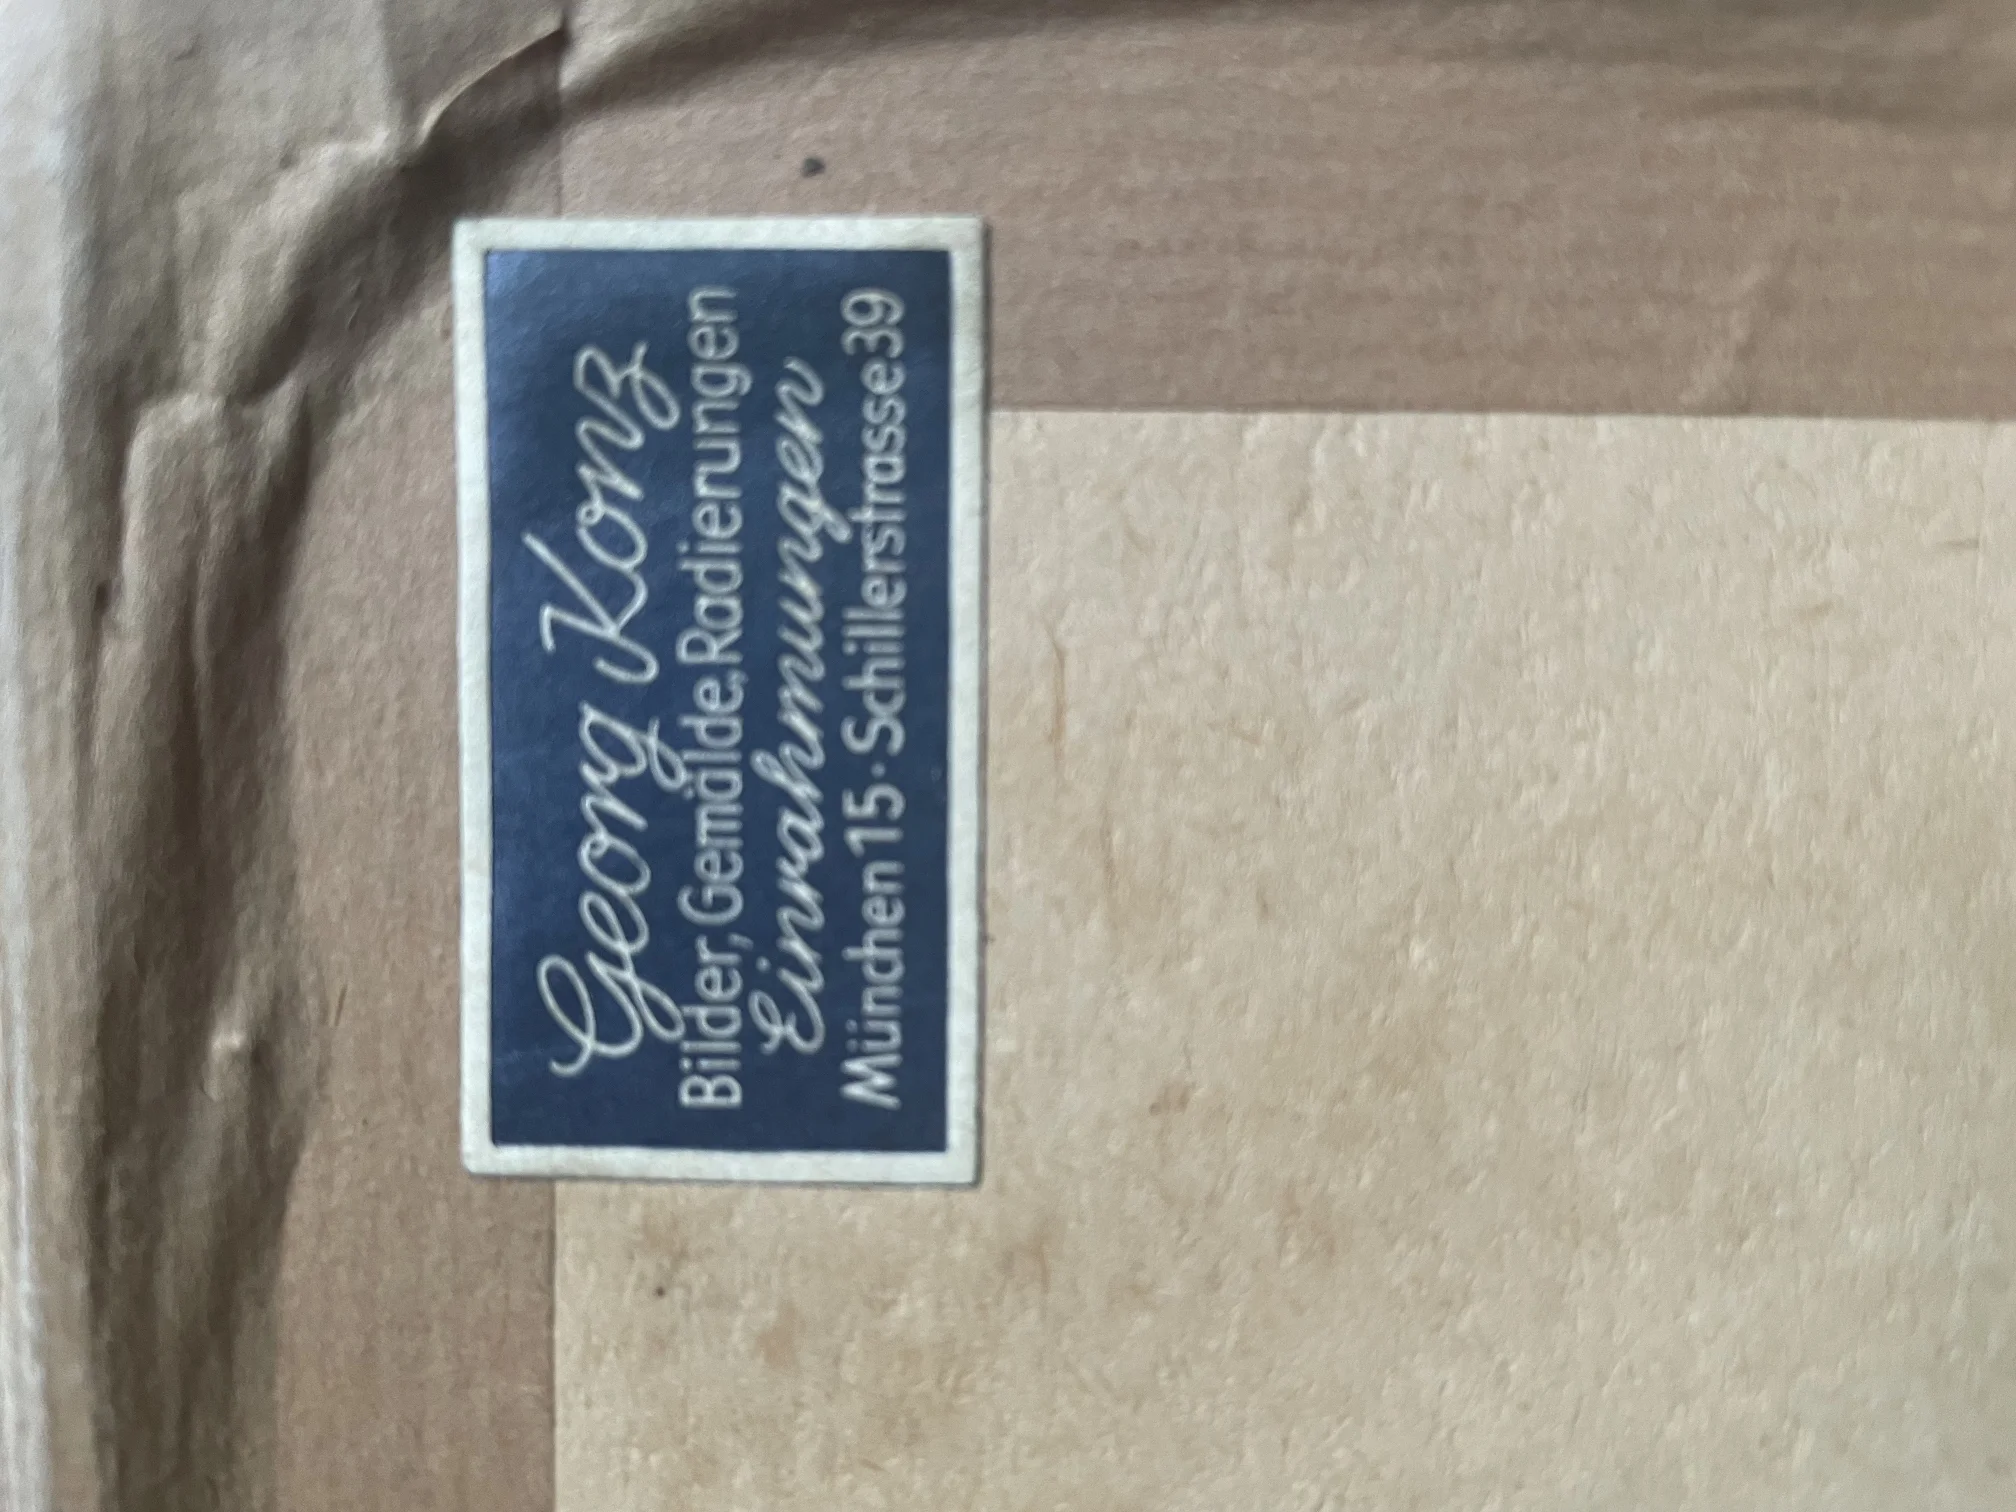 Georg Konz
Bilder, Gemälde, Radierungen
Einrahmungen
München 15 · Schillerstrasse 39